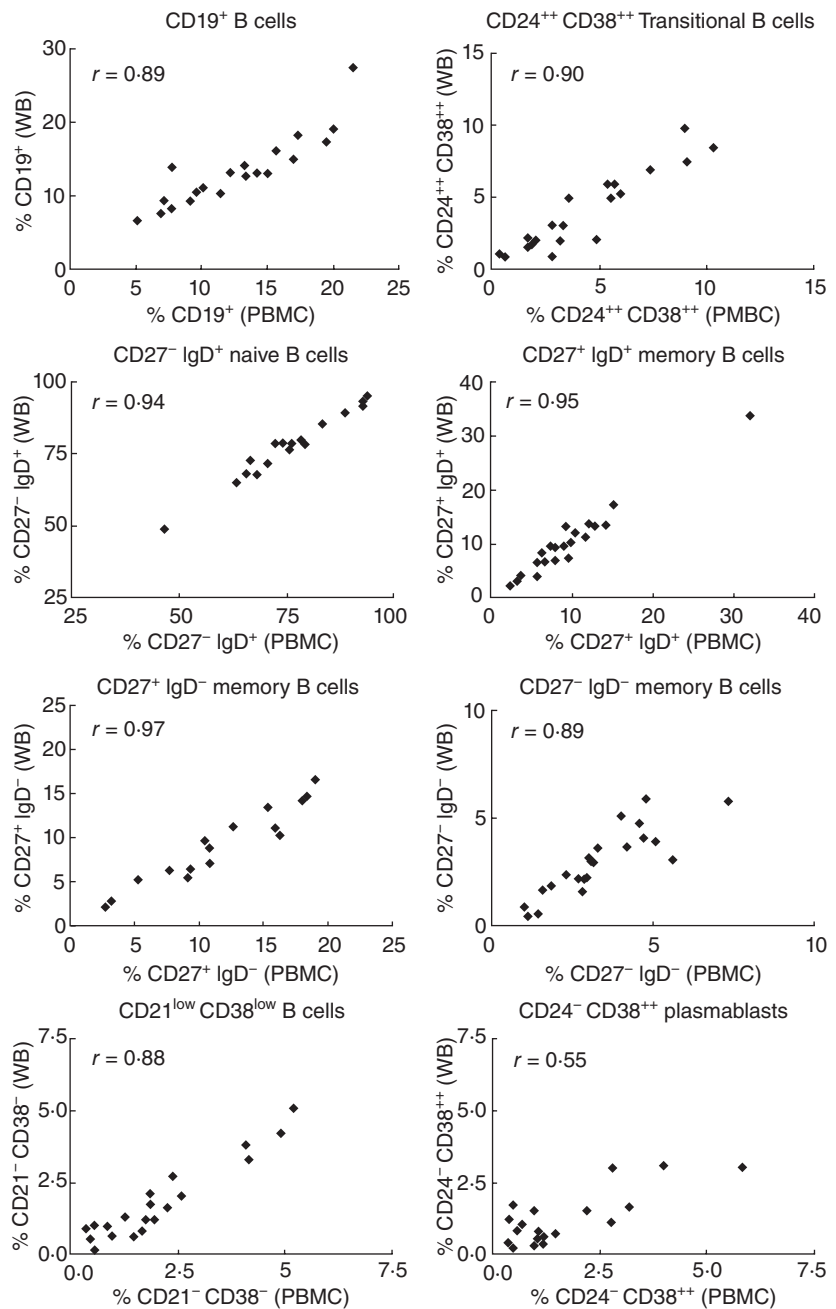 CD19⁺ B cells
30
20
10
0
0 5 10 15 20 25
r = 0·89
% CD19⁺ (WB)
% CD19⁺ (PBMC)
CD24⁺⁺ CD38⁺⁺ Transitional B cells
15
10
5
0
0 5 10 15
r = 0·90
% CD24⁺⁺ CD38⁺⁺ (WB)
% CD24⁺⁺ CD38⁺⁺ (PMBC)
CD27⁻ IgD⁺ naive B cells
100
75
50
25
25 50 75 100
r = 0·94
% CD27⁻ IgD⁺ (WB)
% CD27⁻ IgD⁺ (PBMC)
CD27⁺ IgD⁺ memory B cells
40
30
20
10
0
0 10 20 30 40
r = 0·95
% CD27⁺ IgD⁺ (WB)
% CD27⁺ IgD⁺ (PBMC)
CD27⁺ IgD⁻ memory B cells
25
20
15
10
5
0
0 5 10 15 20 25
r = 0·97
% CD27⁺ IgD⁻ (WB)
% CD27⁺ IgD⁻ (PBMC)
CD27⁻ IgD⁻ memory B cells
10
5
0
0 5 10
r = 0·89
% CD27⁻ IgD⁻ (WB)
% CD27⁻ IgD⁻ (PBMC)
CD21ˡᵒʷ CD38ˡᵒʷ B cells
7·5
5·0
2·5
0·0
0·0 2·5 5 7·5
r = 0·88
% CD21⁻ CD38⁻ (WB)
% CD21⁻ CD38⁻ (PBMC)
CD24⁻ CD38⁺⁺ plasmablasts
7·5
5·0
2·5
0·0
0·0 2·5 5·0 7·5
r = 0·55
% CD24⁻ CD38⁺⁺ (WB)
% CD24⁻ CD38⁺⁺ (PBMC)